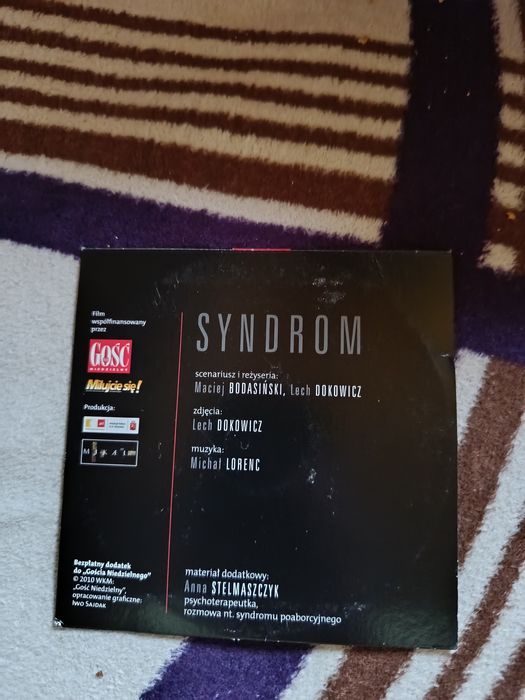 Film
współfinansowany
przez
GOŚĆ
NIEDZIELNY
Miłujcie się!
Produkcja:
SYNDROM
scenariusz i reżyseria:
Maciej BODASIŃSKI, Lech DOKOWICZ
zdjęcia:
Lech DOKOWICZ
muzyka:
Michał LORENC
Bezpłatny dodatek
do „Gościa Niedzielnego”
© 2010 WKM:
„Gość Niedzielny”,
opracowanie graficzne:
Iwo SAJDAK
materiał dodatkowy:
Anna STELMASZCZYK
psychoterapeutka,
rozmowa nt. syndromu poaborcyjnego